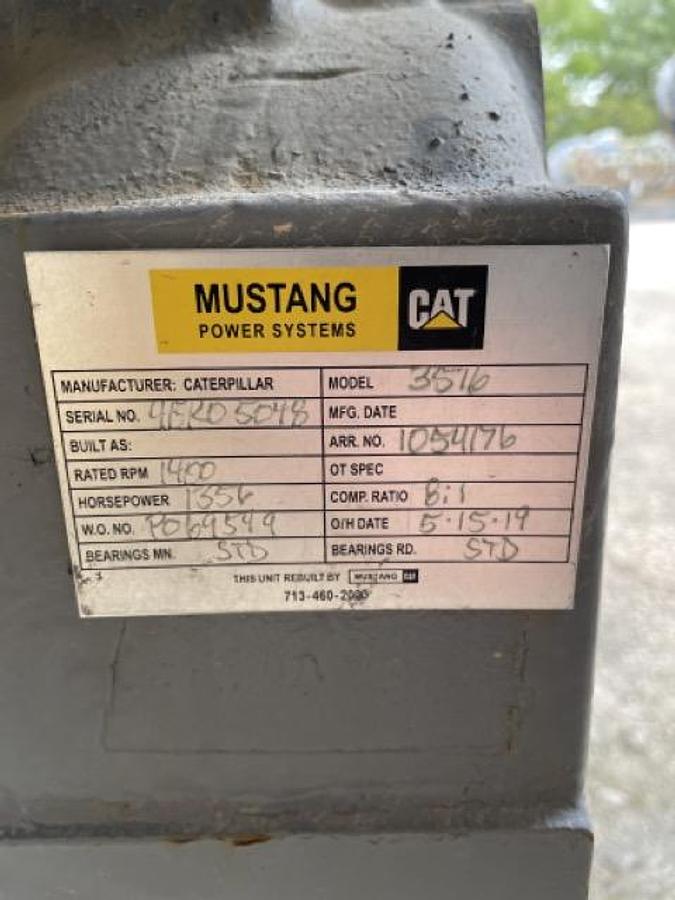 MUSTANG CAT
POWER SYSTEMS
MANUFACTURER: CATERPILLAR MODEL 3516
SERIAL NO. 4EK05048 MFG. DATE
BUILT AS: ARR. NO. 1054176
RATED RPM 1400 OT SPEC
HORSEPOWER 1356 COMP. RATIO 8:1
W.O. NO. PO69549 O/H DATE 5-15-19
BEARINGS MN. STD BEARINGS RD. STD
THIS UNIT REBUILT BY MUSTANG CAT
713-460-2000